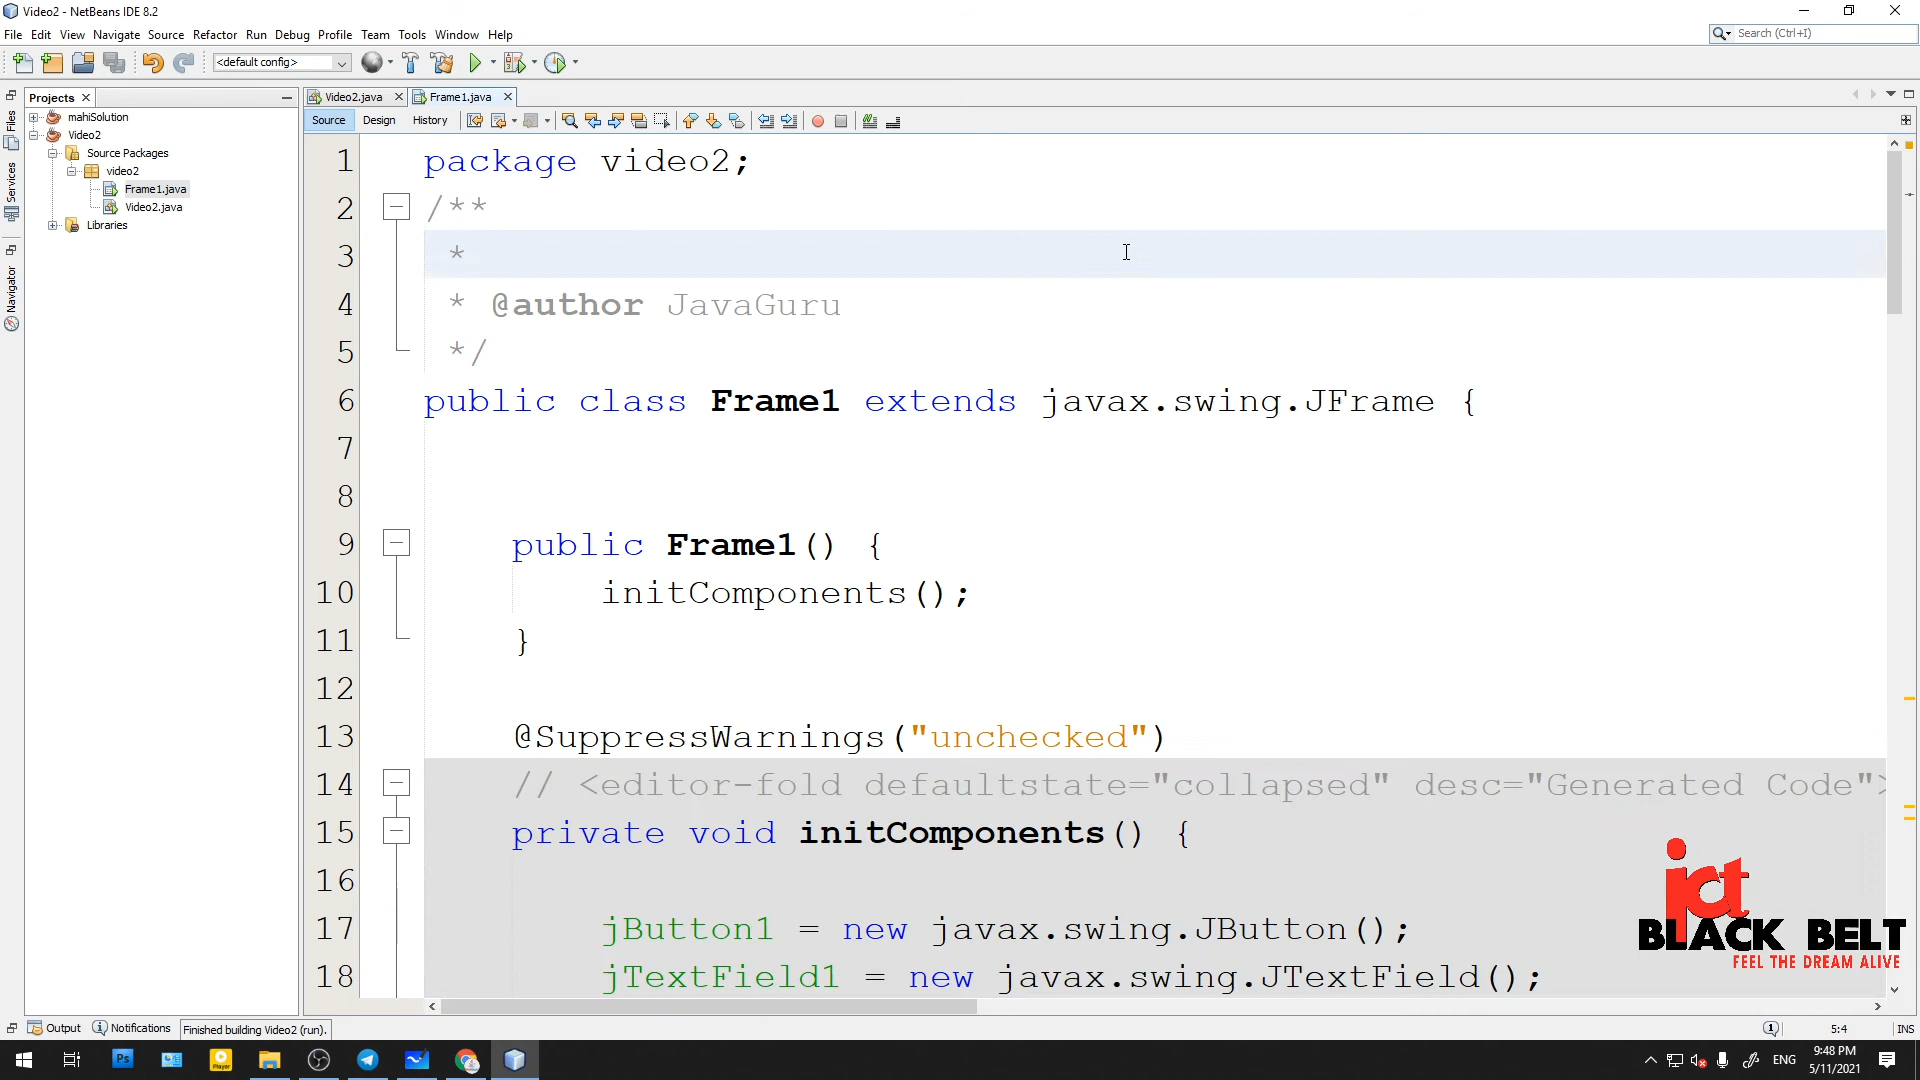 Video2 - NetBeans IDE 8.2
File Edit View Navigate Source Refactor Run Debug Profile Team Tools Window Help
Search (Ctrl+I)
<default config>
Projects
Video2.java
Frame1.java
Source Design History
Files
Services
Navigator
mahiSolution
Video2
Source Packages
video2
Frame1.java
Video2.java
Libraries
1 package video2;
2 /**
3 *
4 * @author JavaGuru
5 */
6 public class Frame1 extends javax.swing.JFrame {
7
8
9 public Frame1() {
10 initComponents();
11 }
12
13 @SuppressWarnings("unchecked")
14 // <editor-fold defaultstate="collapsed" desc="Generated Code">
15 private void initComponents() {
16
17 jButton1 = new javax.swing.JButton();
18 jTextField1 = new javax.swing.JTextField();
ict
BLACK BELT
FEEL THE DREAM ALIVE
Output Notifications Finished building Video2 (run).
1 5:4 INS
Ps
Player
ENG
9:48 PM
5/11/2021